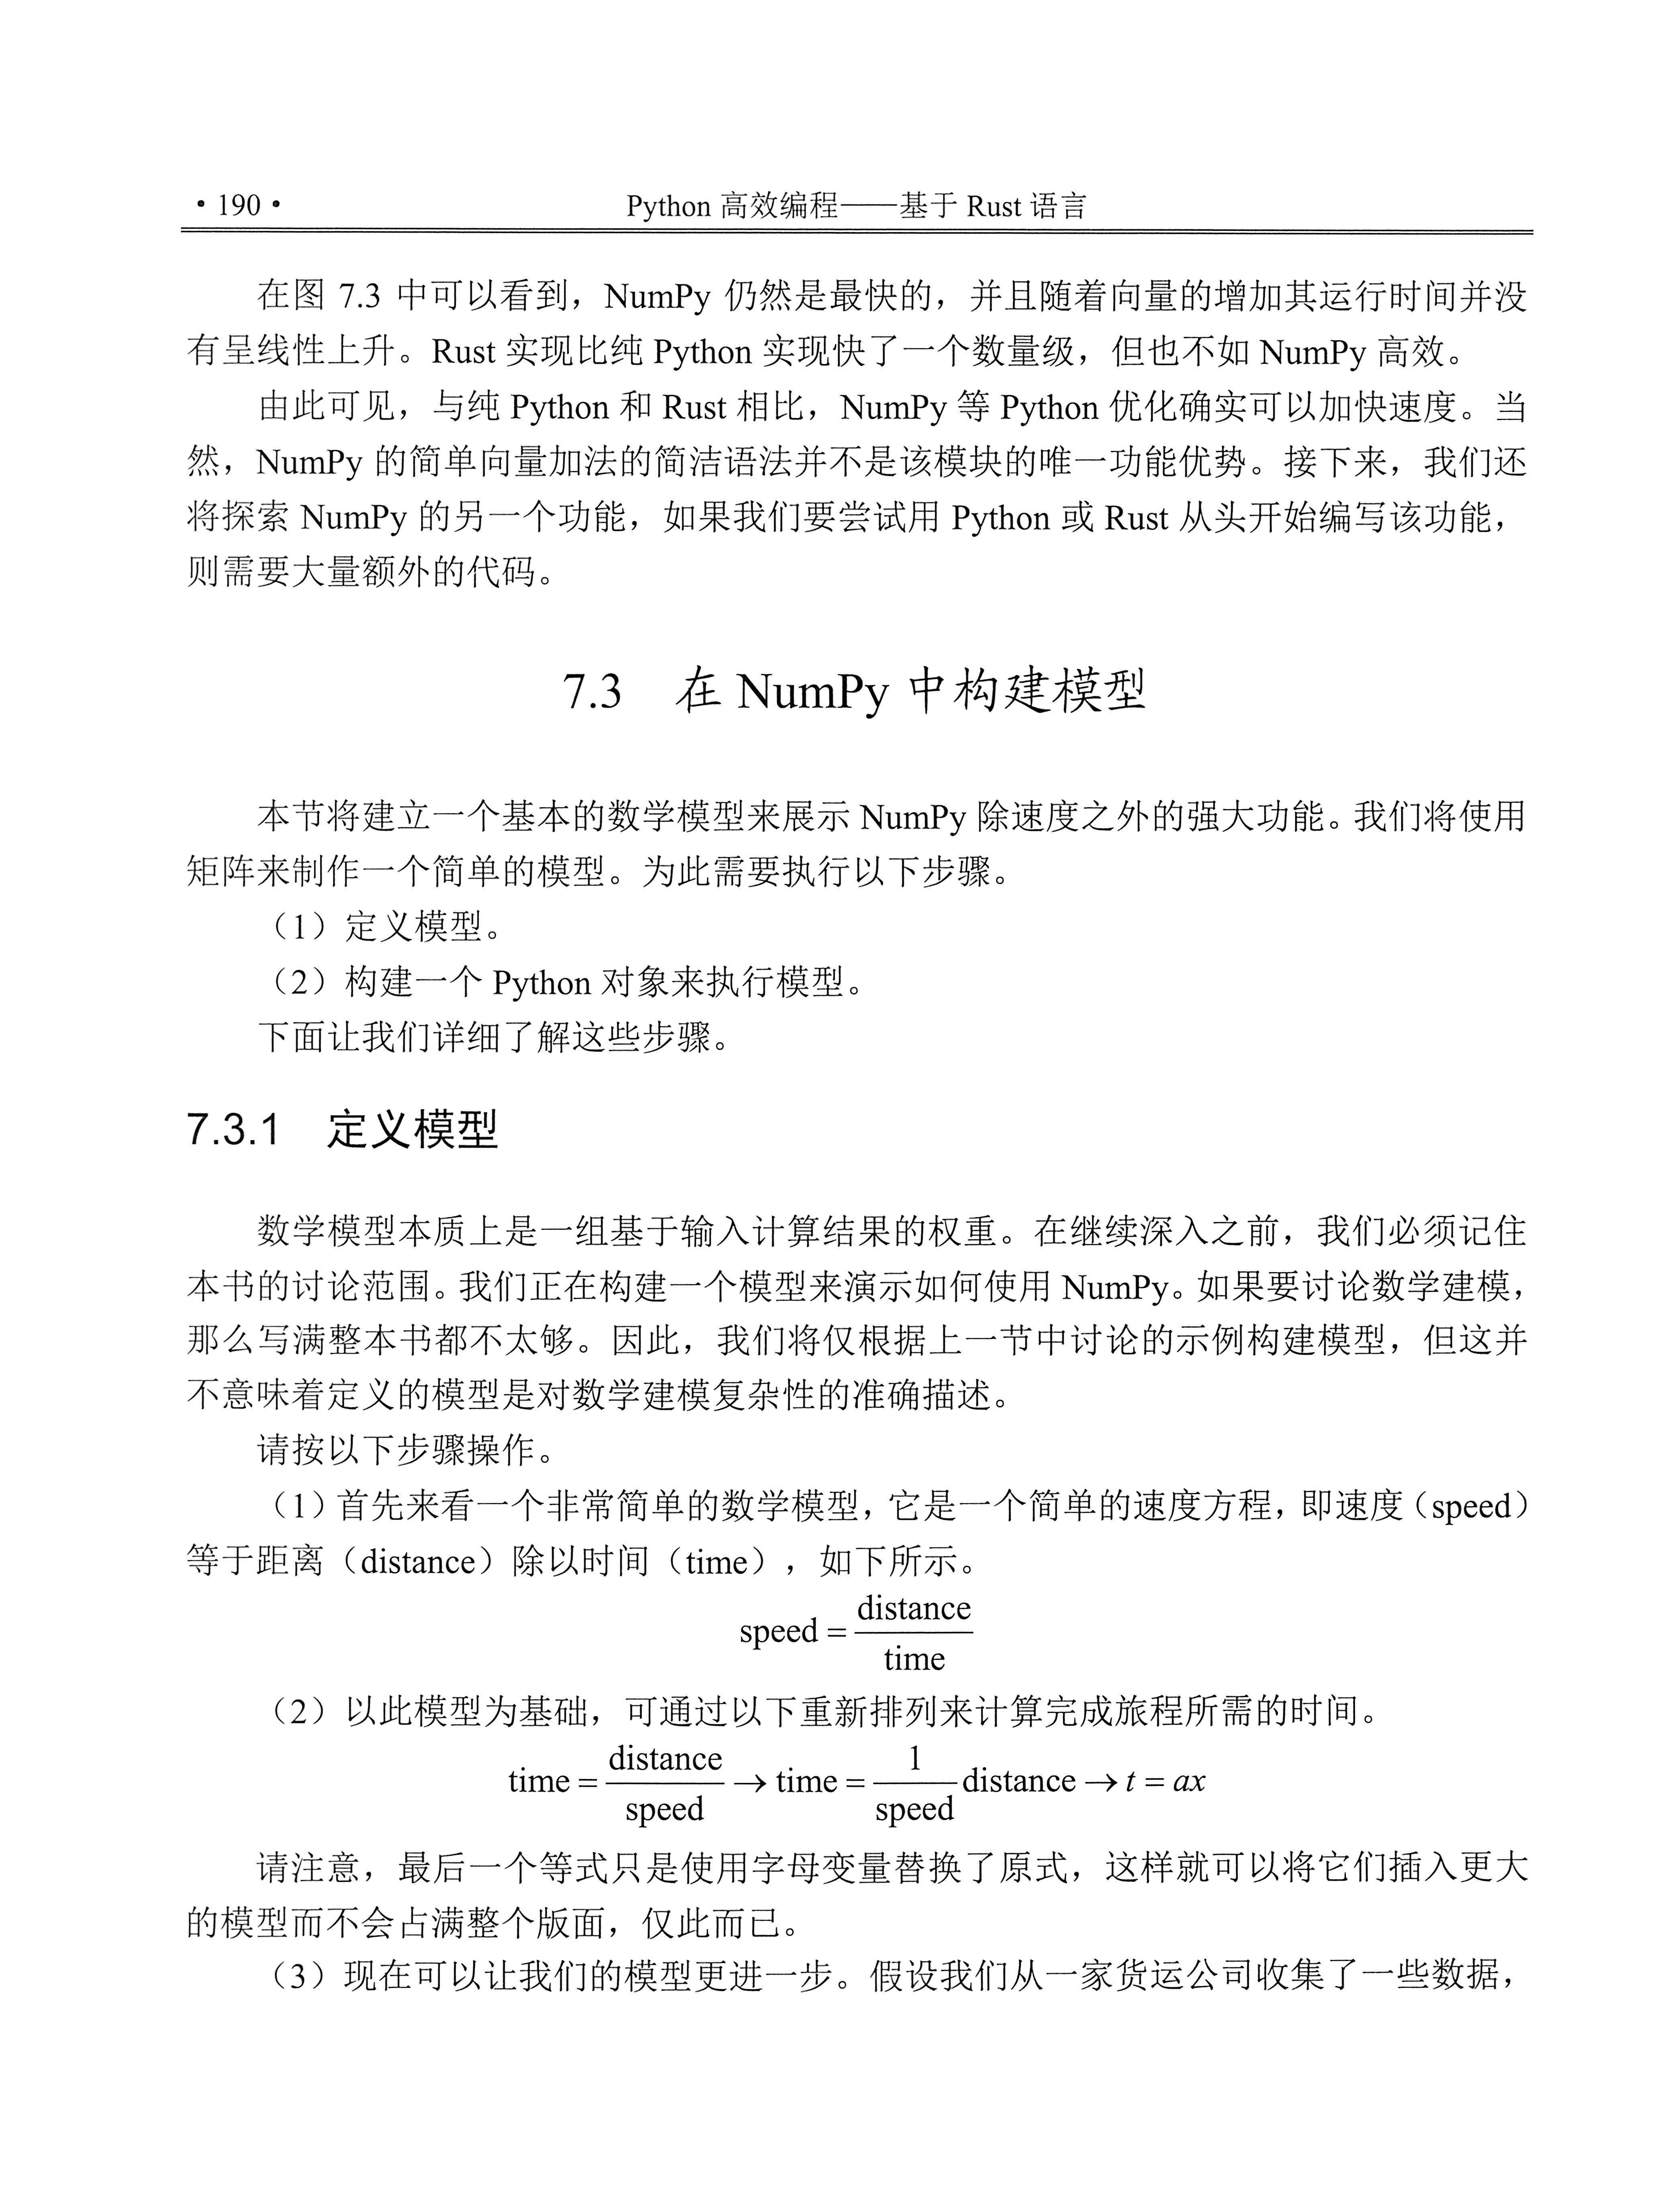 • 190 •
Python 高效编程——基于 Rust 语言
在图 7.3 中可以看到，NumPy 仍然是最快的，并且随着向量的增加其运行时间并没
有呈线性上升。Rust 实现比纯 Python 实现快了一个数量级，但也不如 NumPy 高效。
由此可见，与纯 Python 和 Rust 相比，NumPy 等 Python 优化确实可以加快速度。当
然，NumPy 的简单向量加法的简洁语法并不是该模块的唯一功能优势。接下来，我们还
将探索 NumPy 的另一个功能，如果我们要尝试用 Python 或 Rust 从头开始编写该功能，
则需要大量额外的代码。
7.3 在 NumPy 中构建模型
本节将建立一个基本的数学模型来展示 NumPy 除速度之外的强大功能。我们将使用
矩阵来制作一个简单的模型。为此需要执行以下步骤。
（1）定义模型。
（2）构建一个 Python 对象来执行模型。
下面让我们详细了解这些步骤。
7.3.1 定义模型
数学模型本质上是一组基于输入计算结果的权重。在继续深入之前，我们必须记住
本书的讨论范围。我们正在构建一个模型来演示如何使用 NumPy。如果要讨论数学建模，
那么写满整本书都不太够。因此，我们将仅根据上一节中讨论的示例构建模型，但这并
不意味着定义的模型是对数学建模复杂性的准确描述。
请按以下步骤操作。
（1）首先来看一个非常简单的数学模型，它是一个简单的速度方程，即速度（speed）
等于距离（distance）除以时间（time），如下所示。
speed = distance / time
（2）以此模型为基础，可通过以下重新排列来计算完成旅程所需的时间。
time = distance / speed → time = 1 / speed distance → t = ax
请注意，最后一个等式只是使用字母变量替换了原式，这样就可以将它们插入更大
的模型而不会占满整个版面，仅此而已。
（3）现在可以让我们的模型更进一步。假设我们从一家货运公司收集了一些数据，